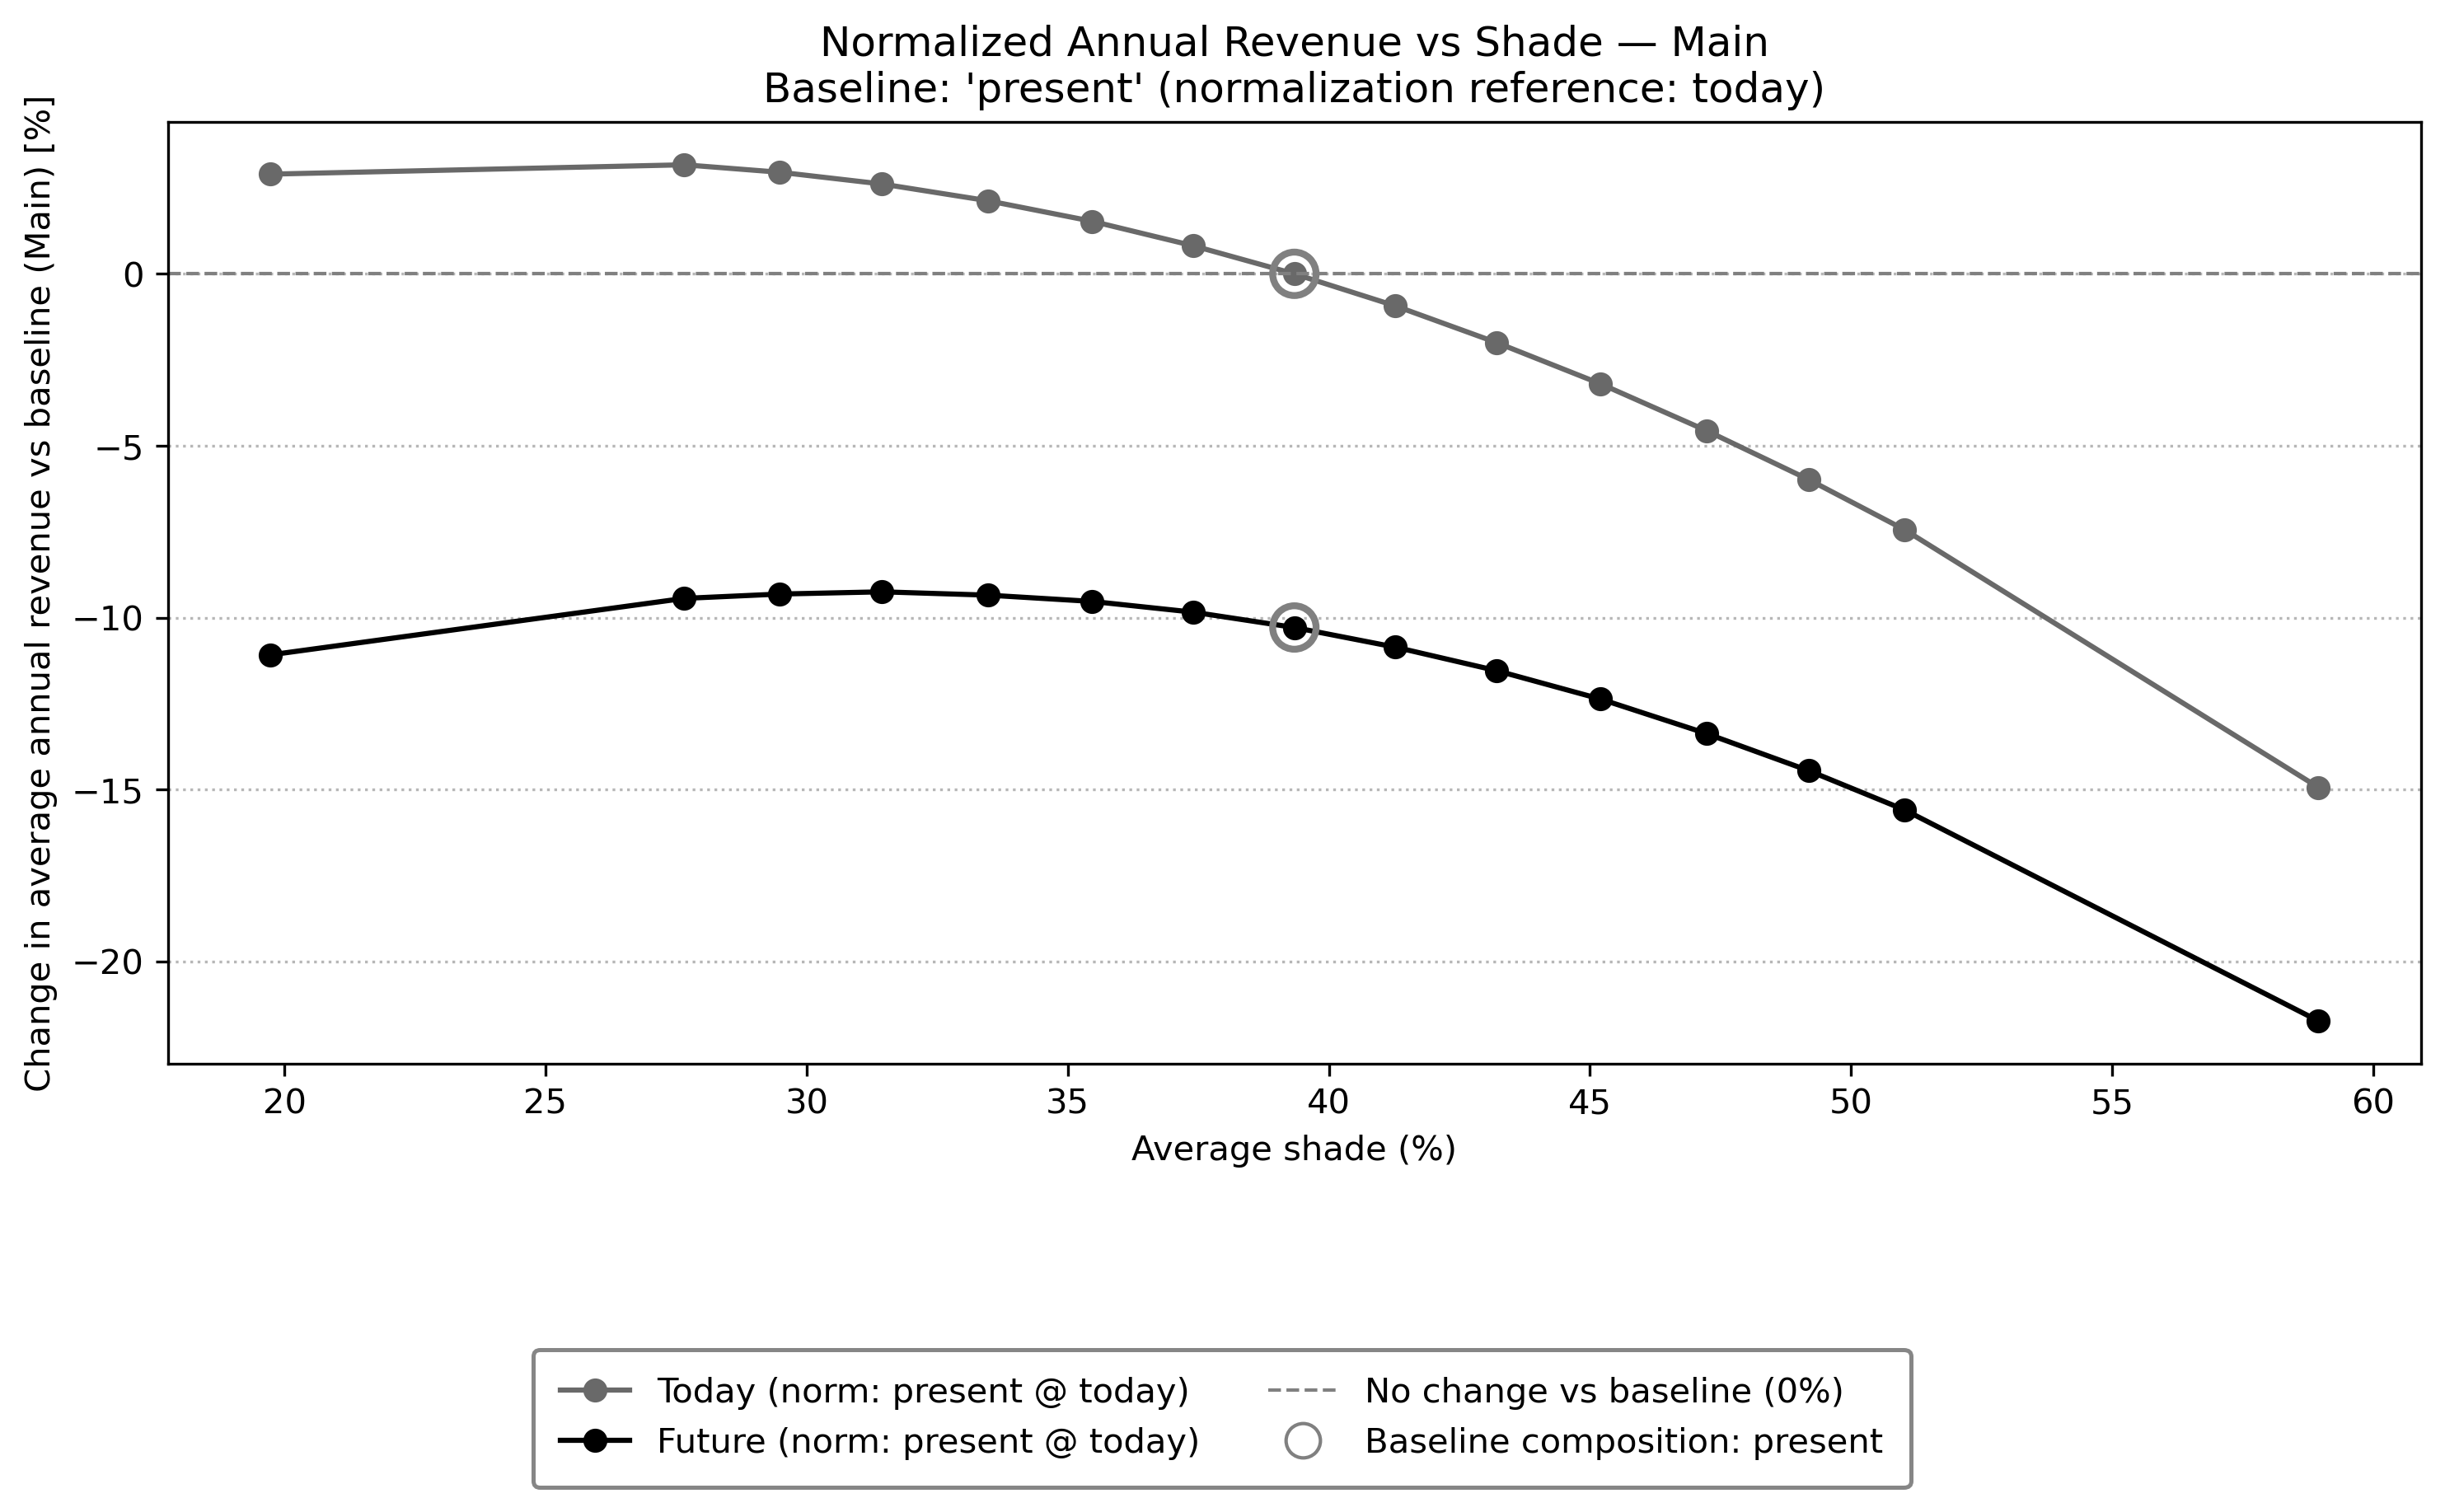 Normalized Annual Revenue vs Shade — Main
Baseline: 'present' (normalization reference: today)
Change in average annual revenue vs baseline (Main) [%]
0
−5
−10
−15
−20
20 25 30 35 40 45 50 55 60
Average shade (%)
Today (norm: present @ today)
Future (norm: present @ today)
No change vs baseline (0%)
Baseline composition: present